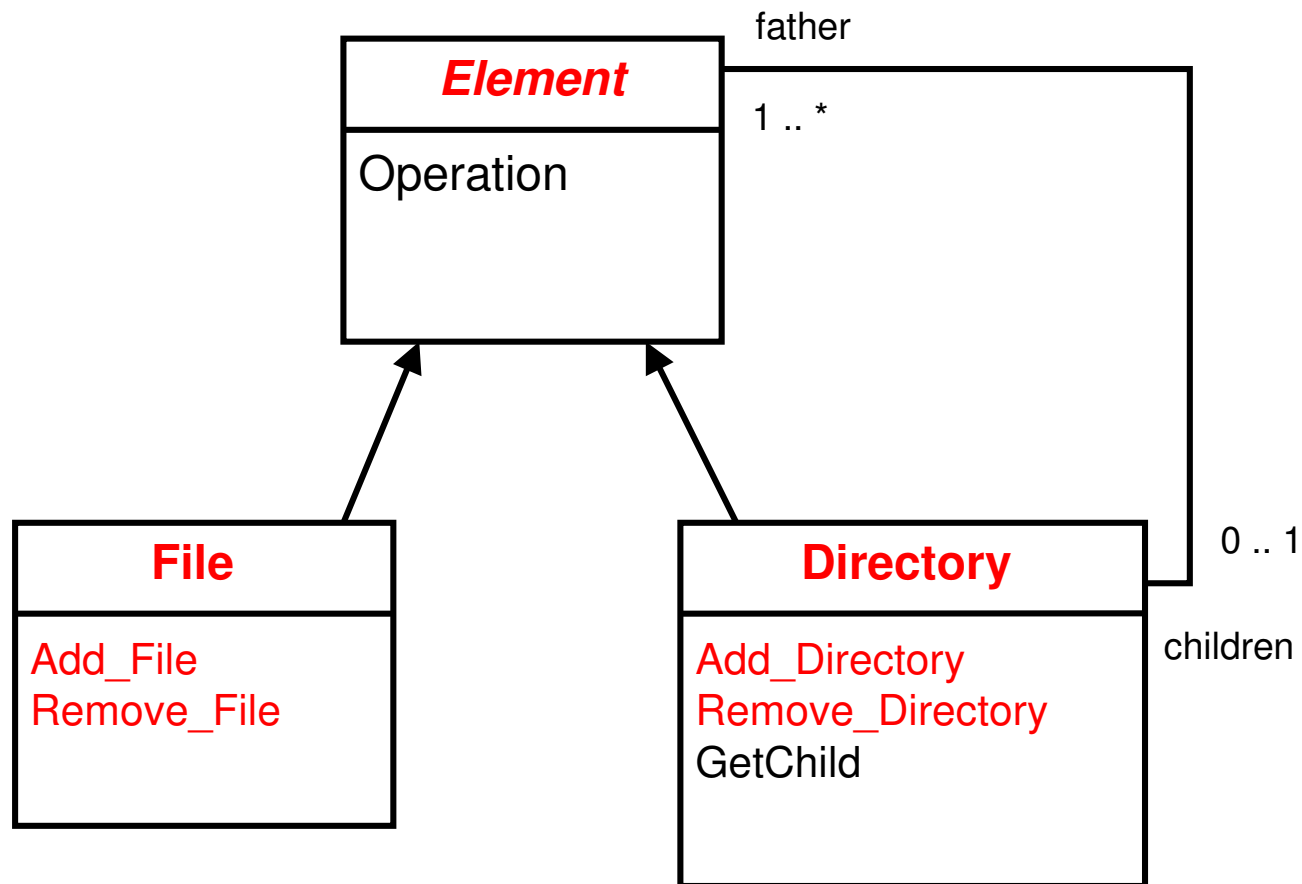 father
Element
1 .. *
Operation
File
Add_File
Remove_File
Directory
0 .. 1
Add_Directory
Remove_Directory
GetChild
children